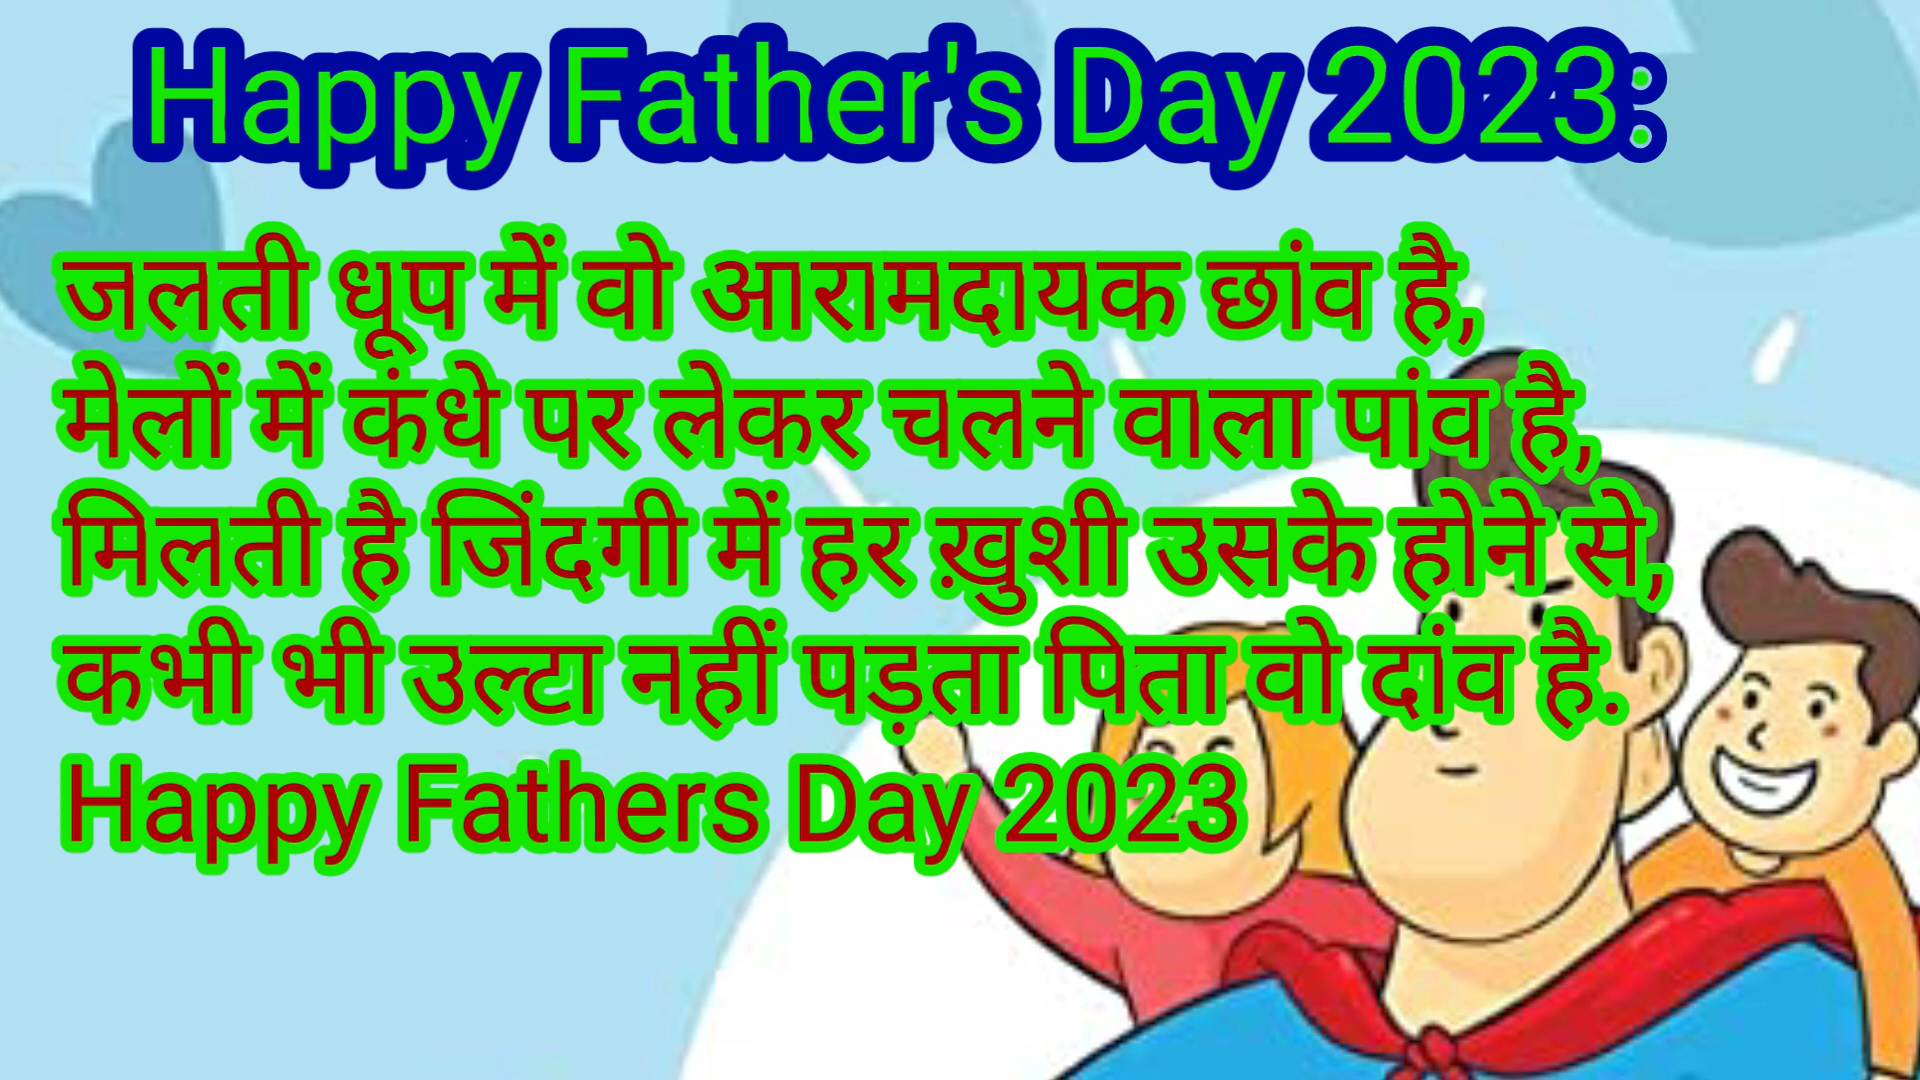 Happy Father's Day 2023:
जलती धूप में वो आरामदायक छांव है,
मेलों में कंधे पर लेकर चलने वाला पांव है,
मिलती है जिंदगी में हर ख़ुशी उसके होने से,
कभी भी उल्टा नहीं पड़ता पिता वो दांव है.
Happy Fathers Day 2023